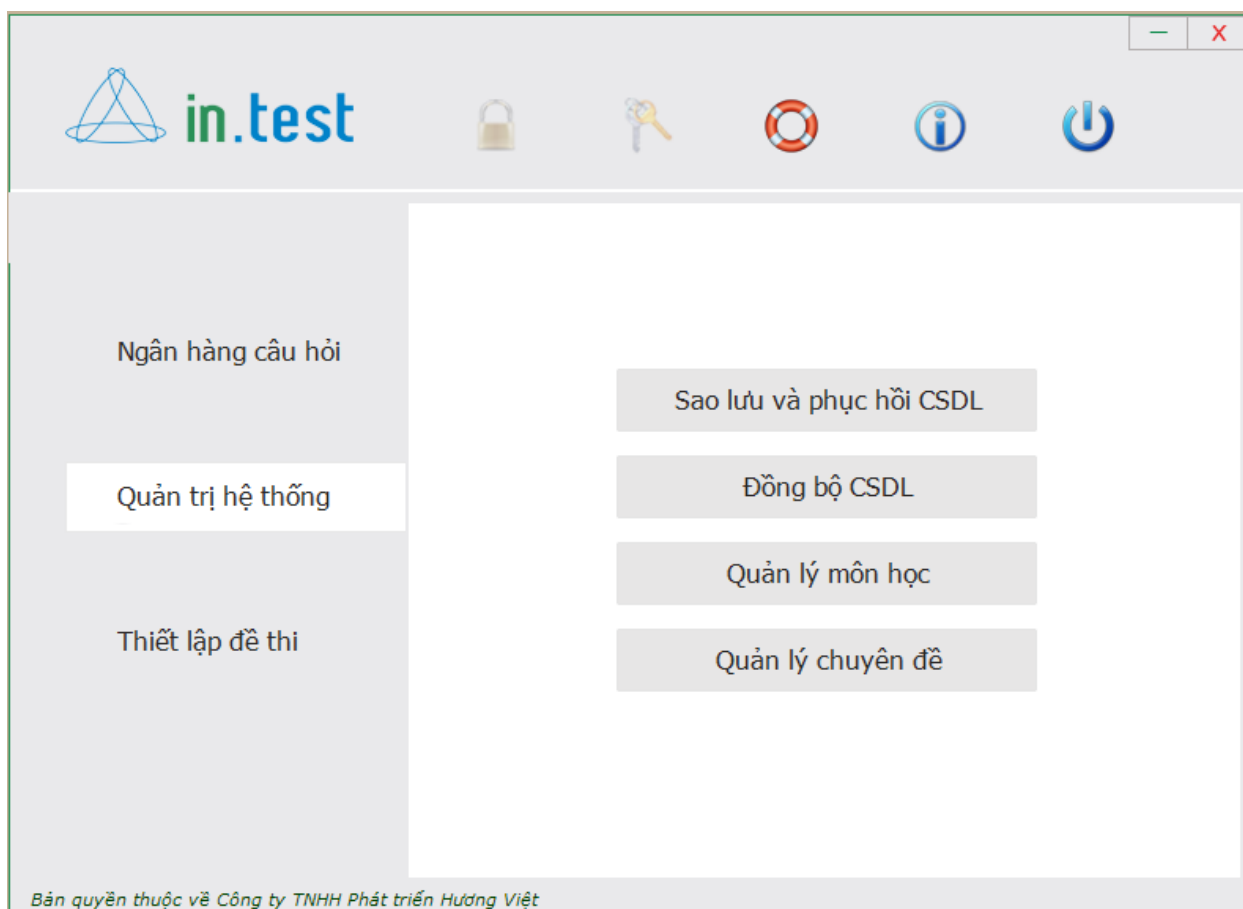 X
in.test
Ngân hàng câu hỏi
Quản trị hệ thống
Thiết lập đề thi
Sao lưu và phục hồi CSDL
Đồng bộ CSDL
Quản lý môn học
Quản lý chuyên đề
Bản quyền thuộc về Công ty TNHH Phát triển Hương Việt